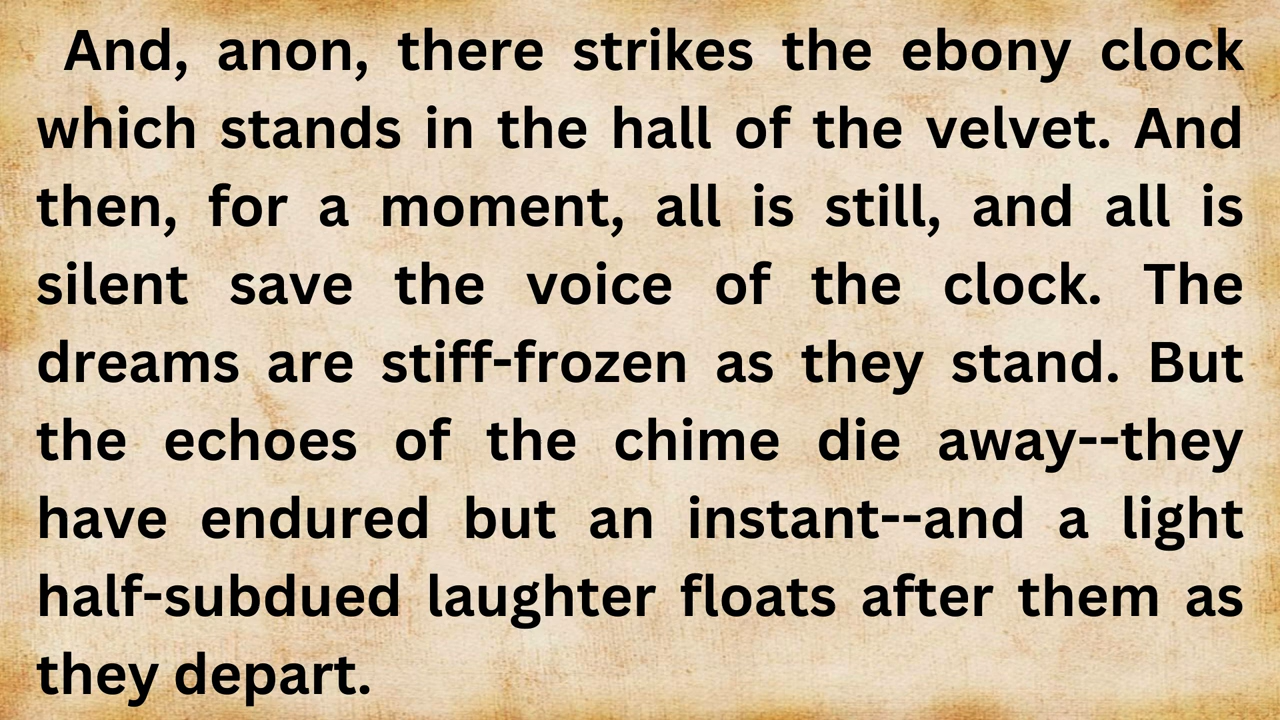 And, anon, there strikes the ebony clock
which stands in the hall of the velvet. And
then, for a moment, all is still, and all is
silent save the voice of the clock. The
dreams are stiff-frozen as they stand. But
the echoes of the chime die away--they
have endured but an instant--and a light
half-subdued laughter floats after them as
they depart.